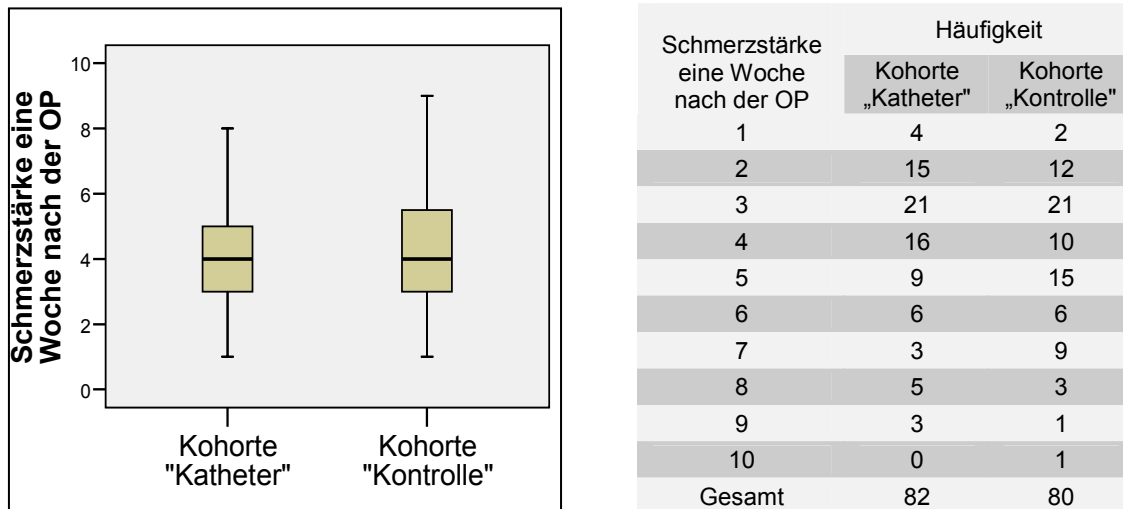 Schmerzstärke eine
Woche nach der OP
10
8
6
4
2
0
Kohorte
"Katheter"
Kohorte
"Kontrolle"
Schmerzstärke
eine Woche
nach der OP
Häufigkeit
Kohorte
„Katheter"
Kohorte
„Kontrolle"
1 4 2
2 15 12
3 21 21
4 16 10
5 9 15
6 6 6
7 3 9
8 5 3
9 3 1
10 0 1
Gesamt 82 80